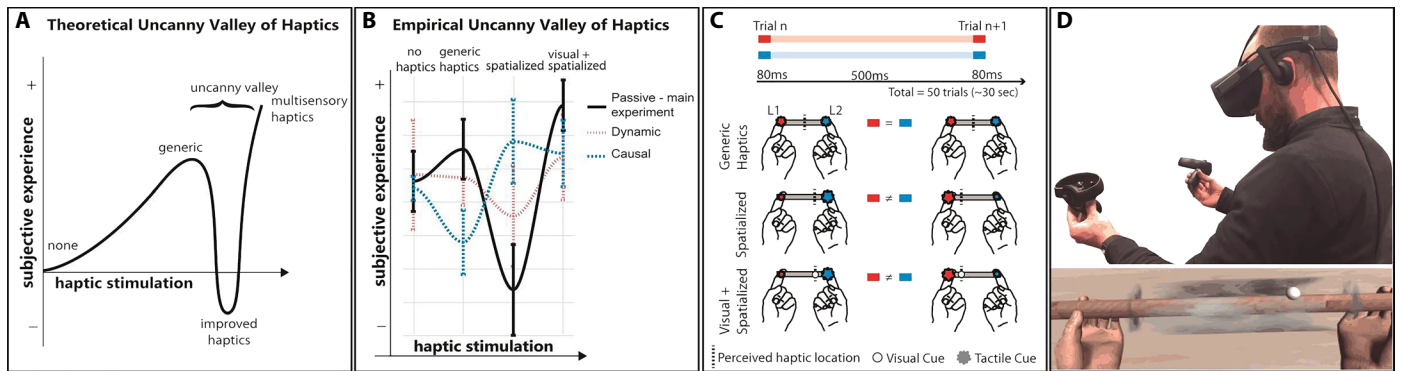 A Theoretical Uncanny Valley of Haptics
+
subjective experience
−
uncanny valley
multisensory
haptics
generic
none
haptic stimulation
improved
haptics
B Empirical Uncanny Valley of Haptics
no
haptics
generic
haptics
spatialized
visual +
spatialized
+
subjective experience
−
Passive - main
experiment
Dynamic
Causal
haptic stimulation
C
Trial n
Trial n+1
80ms
500ms
80ms
Total = 50 trials (~30 sec)
Generic
Haptics
L1
L2
=
Spatialized
≠
Visual +
Spatialized
≠
Perceived haptic location
Visual Cue
Tactile Cue
D